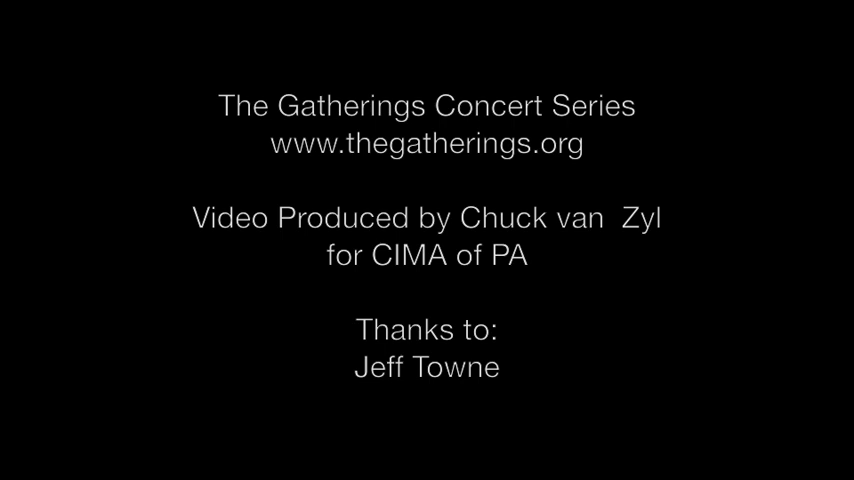 The Gatherings Concert Series
www.thegatherings.org
Video Produced by Chuck van  Zyl
for CIMA of PA
Thanks to:
Jeff Towne